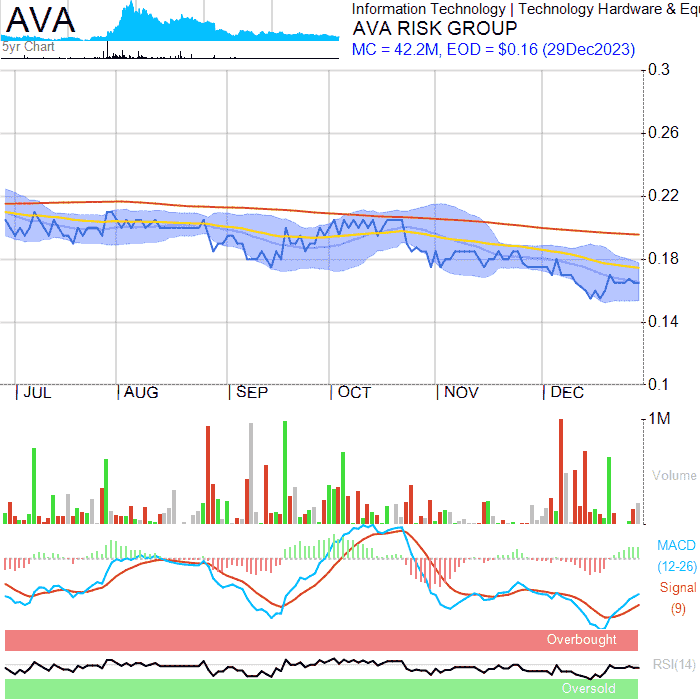 AVA
5yr Chart
Information Technology | Technology Hardware & Eq
AVA RISK GROUP
MC = 42.2M, EOD = $0.16 (29Dec2023)
0.3
0.26
0.22
0.18
0.14
0.1
| JUL | AUG | SEP | OCT | NOV | DEC
1M
Volume
MACD
(12-26)
Signal
(9)
Overbought
RSI(14)
Oversold